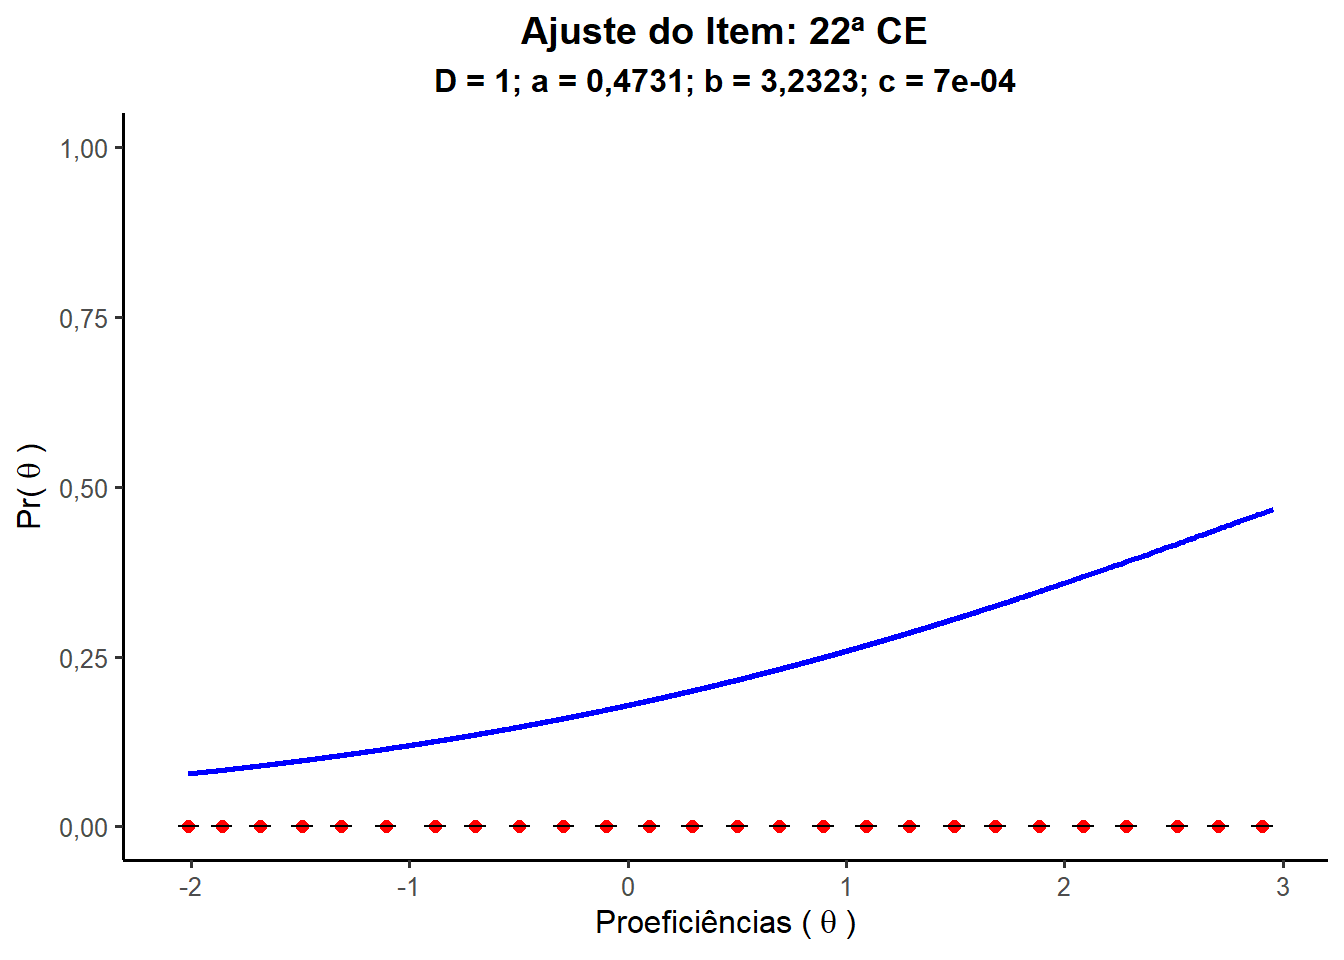 Ajuste do Item: 22ª CE
D = 1; a = 0,4731; b = 3,2323; c = 7e-04
1,00
0,75
0,50
0,25
0,00
Pr( θ )
-2 -1 0 1 2 3
Proeficiências ( θ )